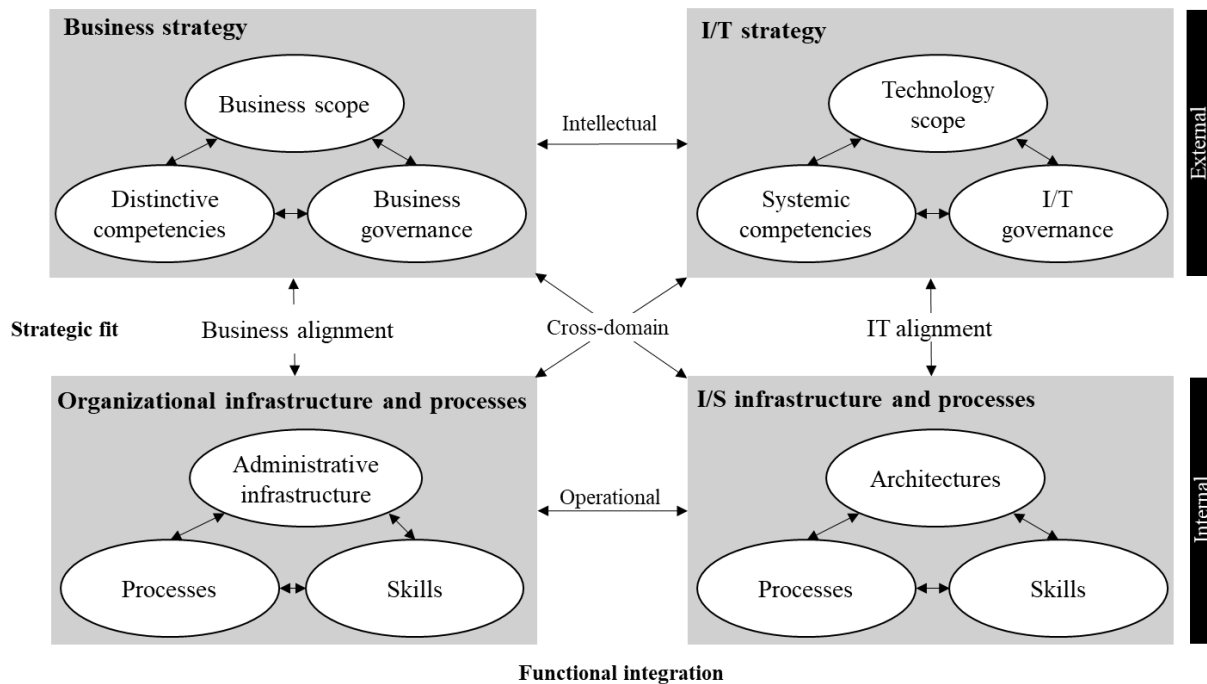 Business strategy
I/T strategy
Business scope
Technology
scope
Intellectual
Distinctive
competencies
Business
governance
Systemic
competencies
I/T
governance
External
Strategic fit
Business alignment
Cross-domain
IT alignment
Organizational infrastructure and processes
I/S infrastructure and processes
Administrative
infrastructure
Architectures
Operational
Processes
Skills
Processes
Skills
Internal
Functional integration